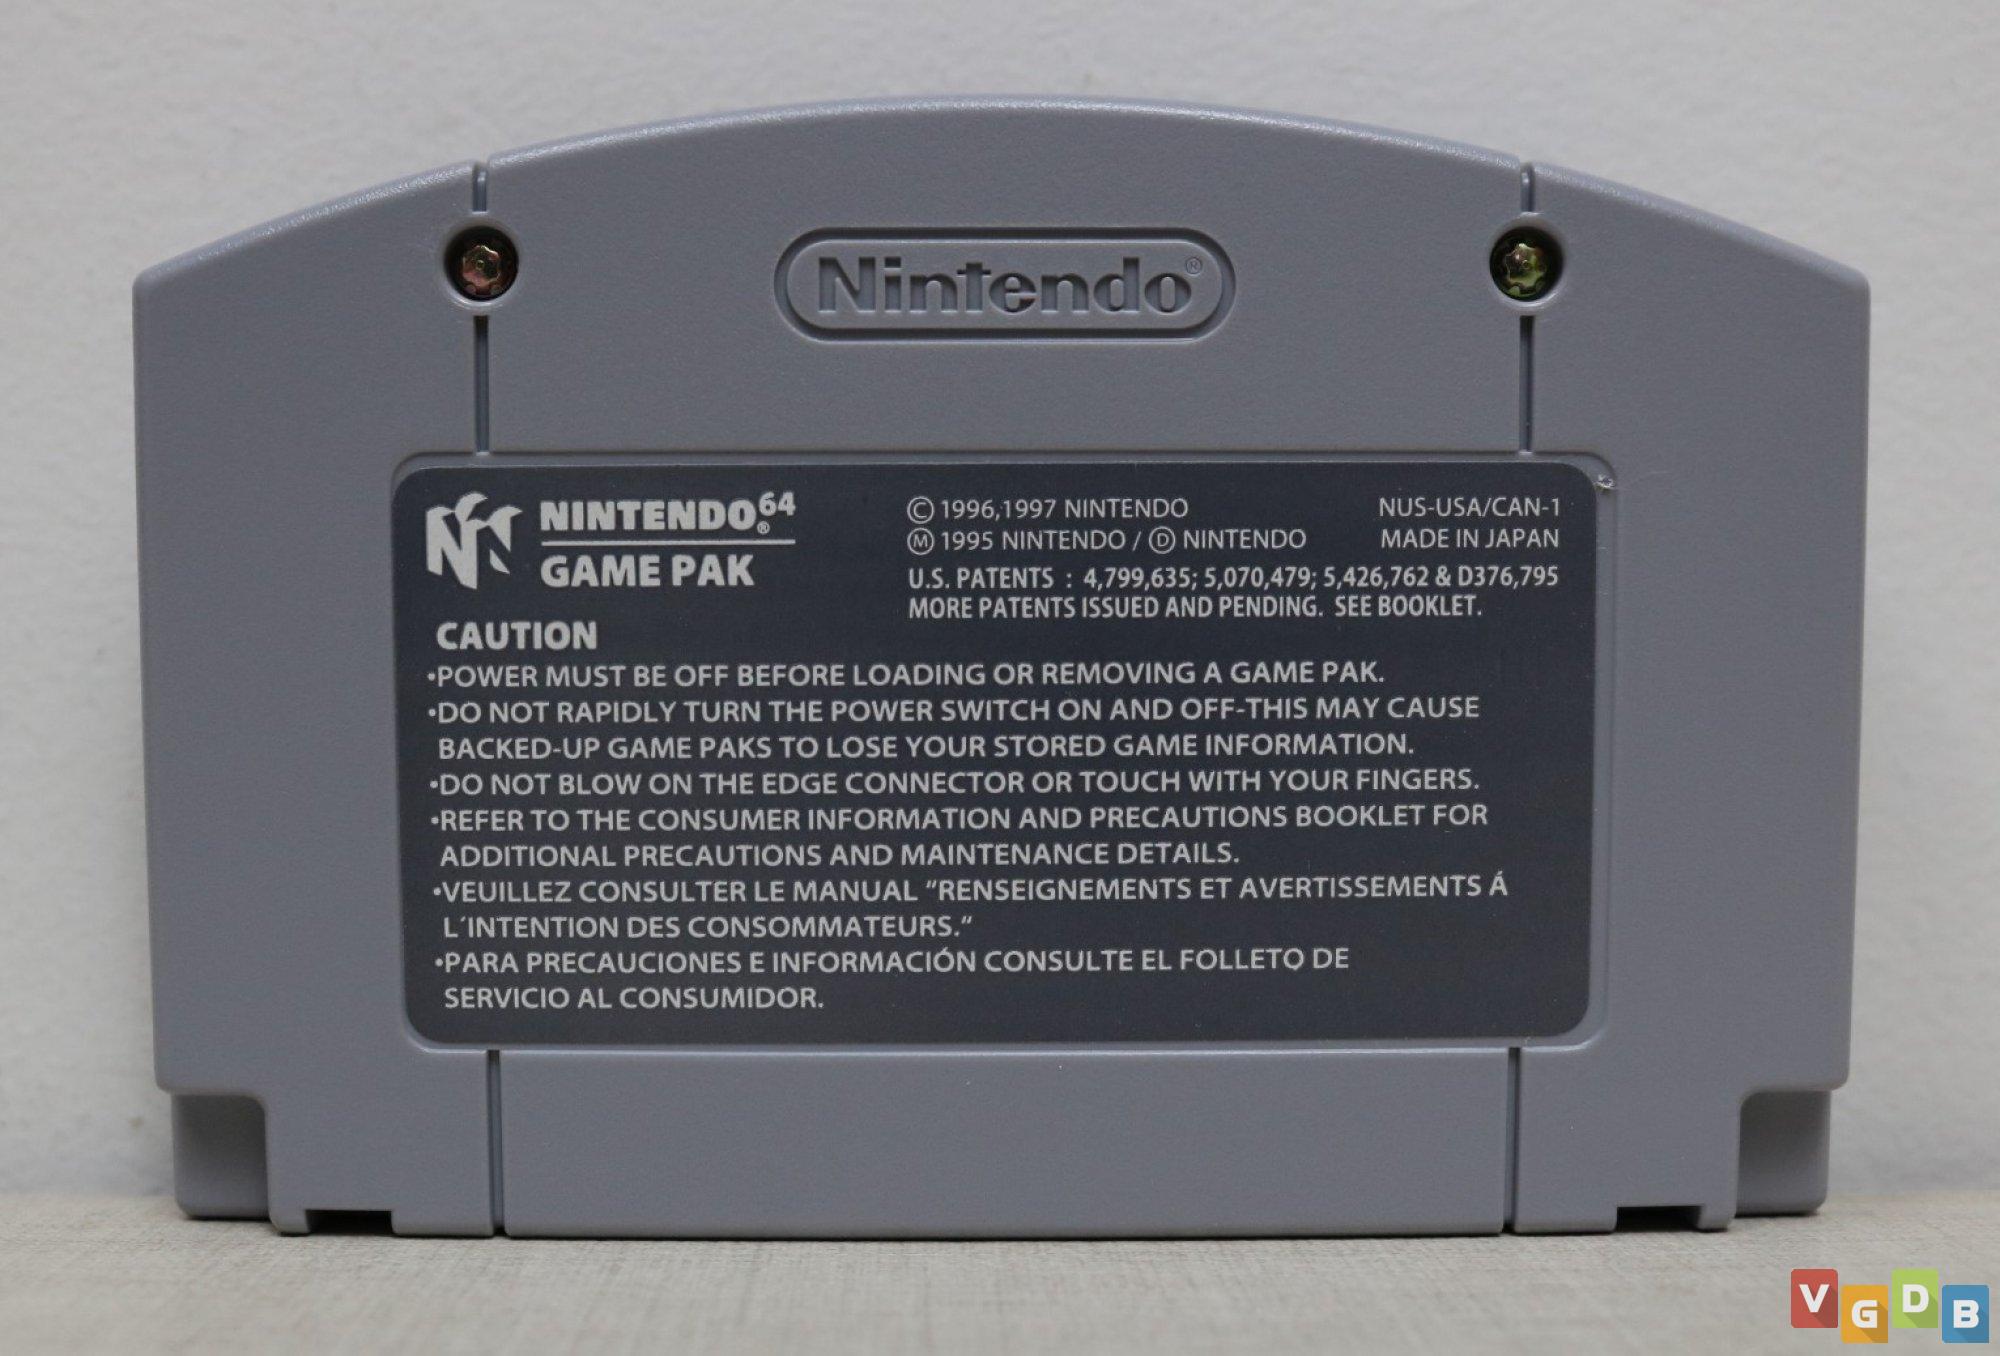 Nintendo®
NINTENDO64®
GAME PAK
© 1996,1997 NINTENDO
NUS-USA/CAN-1
Ⓜ 1995 NINTENDO / Ⓓ NINTENDO
MADE IN JAPAN
U.S. PATENTS : 4,799,635; 5,070,479; 5,426,762 & D376,795
MORE PATENTS ISSUED AND PENDING. SEE BOOKLET.
CAUTION
•POWER MUST BE OFF BEFORE LOADING OR REMOVING A GAME PAK.
•DO NOT RAPIDLY TURN THE POWER SWITCH ON AND OFF-THIS MAY CAUSE
BACKED-UP GAME PAKS TO LOSE YOUR STORED GAME INFORMATION.
•DO NOT BLOW ON THE EDGE CONNECTOR OR TOUCH WITH YOUR FINGERS.
•REFER TO THE CONSUMER INFORMATION AND PRECAUTIONS BOOKLET FOR
ADDITIONAL PRECAUTIONS AND MAINTENANCE DETAILS.
•VEUILLEZ CONSULTER LE MANUAL “RENSEIGNEMENTS ET AVERTISSEMENTS Á
L´INTENTION DES CONSOMMATEURS.“
•PARA PRECAUCIONES E INFORMACIÓN CONSULTE EL FOLLETO DE
SERVICIO AL CONSUMIDOR.
VGDB